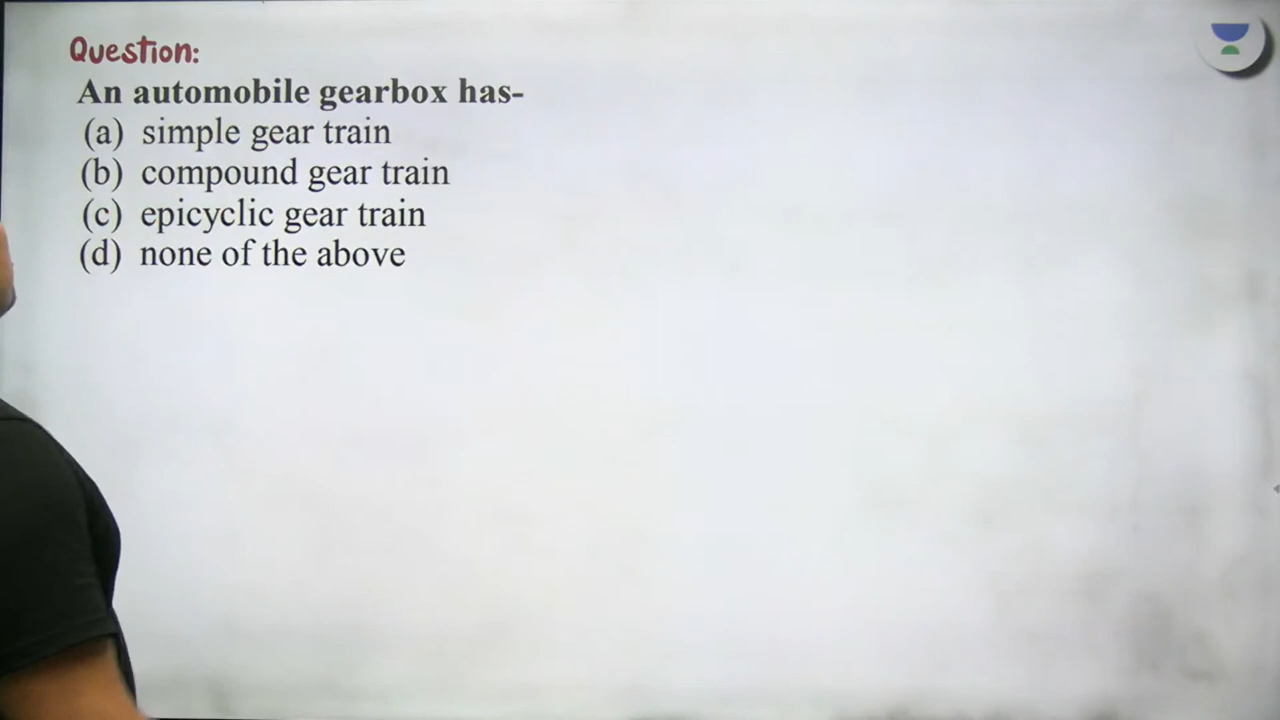 Question:
An automobile gearbox has-
(a) simple gear train
(b) compound gear train
(c) epicyclic gear train
(d) none of the above